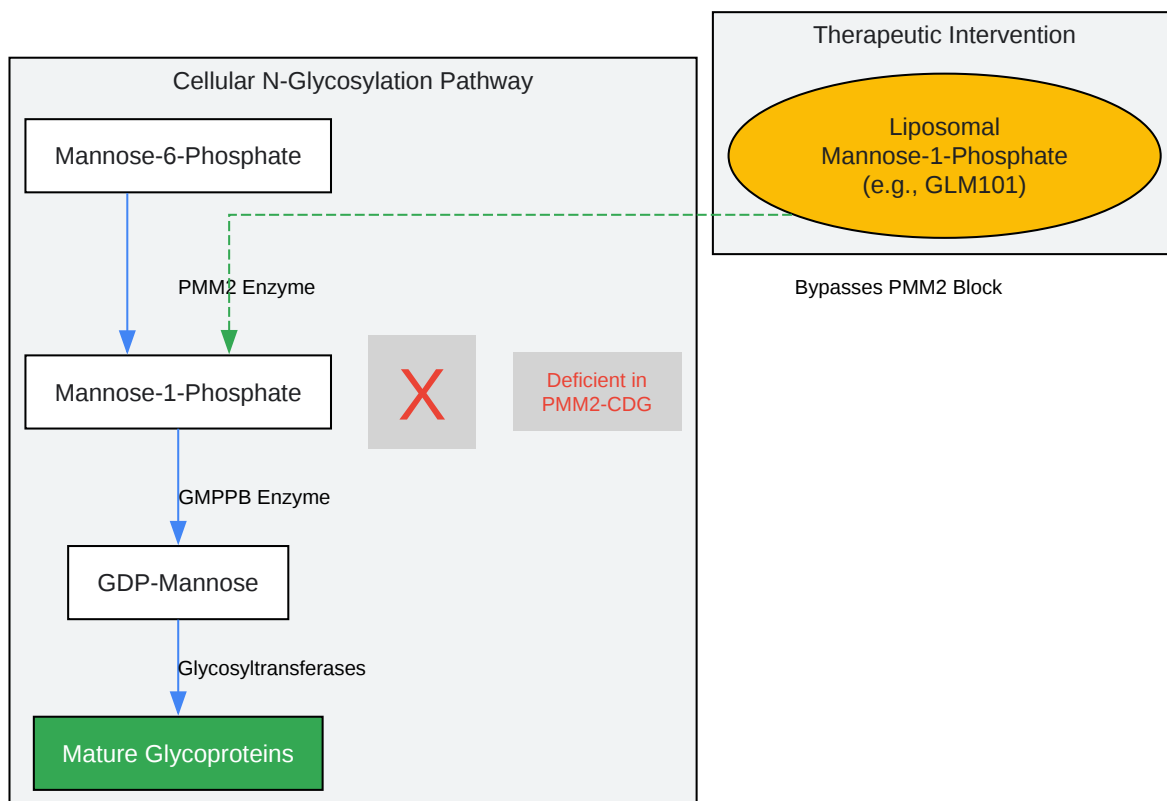 Therapeutic Intervention
Liposomal
Mannose-1-Phosphate
(e.g., GLM101)
Bypasses PMM2 Block
Cellular N-Glycosylation Pathway
Mannose-6-Phosphate
PMM2 Enzyme
Mannose-1-Phosphate
X
Deficient in
PMM2-CDG
GMPPB Enzyme
GDP-Mannose
Glycosyltransferases
Mature Glycoproteins